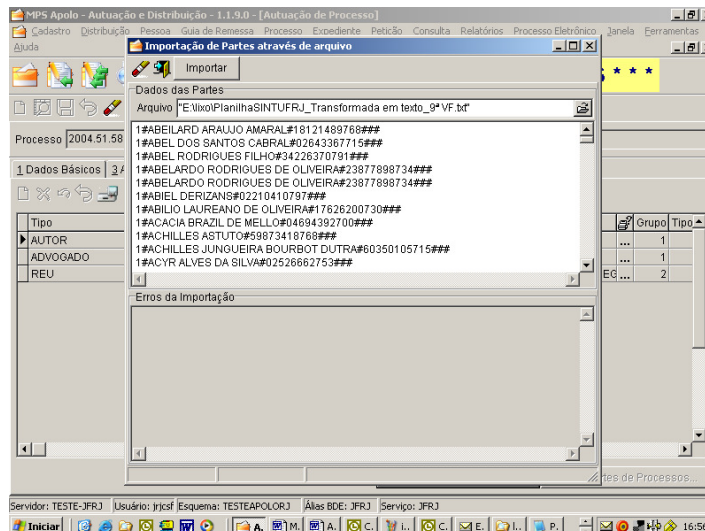 MPS Apolo - Autuação e Distribuição - 1.1.9.0 - [Autuação de Processo]
Cadastro Distribuição Pessoa Guia de Remessa Processo Expediente Petição Consulta Relatórios Processo Eletrônico Janela Ferramentas
Ajuda
Importação de Partes através de arquivo
Importar
* * *
Dados das Partes
Arquivo "E:\lixo\PlanilhaSINTUFRJ_Transformada em texto_9ª VF.txt"
Processo 2004.51.58
1#ABEILARD ARAUJO AMARAL#18121489768###
1#ABEL DOS SANTOS CABRAL#02643367715###
1#ABEL RODRIGUES FILHO#34226370791###
1#ABELARDO RODRIGUES DE OLIVEIRA#23877898734###
1#ABELARDO RODRIGUES DE OLIVEIRA#23877898734###
1#ABIEL DERIZANS#02210410797###
1#ABILIO LAUREANO DE OLIVEIRA#17626200730###
1#ACACIA BRAZIL DE MELLO#04694392700###
1#ACHILLES ASTUTO#59873418768###
1#ACHILLES JUNGUEIRA BOURBOT DUTRA#60350105715###
1#ACYR ALVES DA SILVA#02526662753###
1 Dados Básicos 3
Tipo Grupo Tipo
AUTOR ... 1
ADVOGADO ... 1
REU EG ... 2
Erros da Importação
tes de Processos...
Servidor: TESTE-JFRJ Usuário: jrjcsf Esquema: TESTEAPOLORJ Álias BDE: JFRJ Serviço: JFRJ
Iniciar A. M. A. C. i.. C. E. I.. P. 16:50